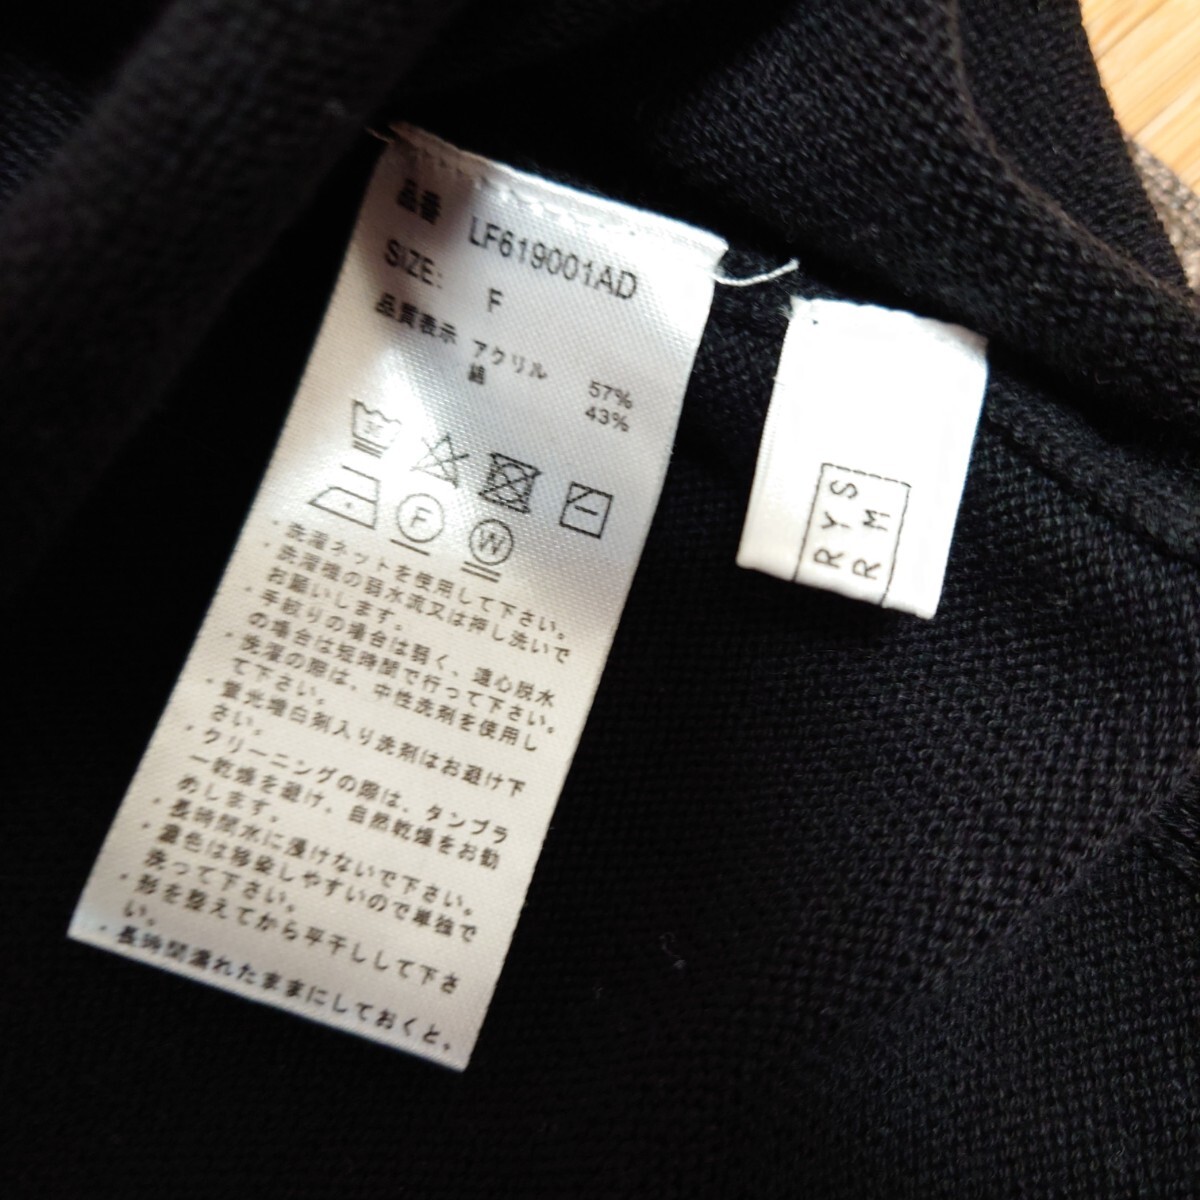 品番 LF619001AD
SIZE: F
品質表示 アクリル 57%
綿 43%
F W
・洗濯ネットを使用して下さい。
・洗濯機の弱水流又は押し洗いで
お願いします。
・手絞りの場合は弱く、遠心脱水
の場合は短時間で行って下さい。
・洗濯の際は、中性洗剤を使用し
て下さい。
・蛍光増白剤入り洗剤はお避け下
さい。
・クリーニングの際は、タンブラ
ー乾燥を避け、自然乾燥をお勧
めします。
・長時間水に浸けないで下さい。
・濃色は移染しやすいので単独で
洗って下さい。
・形を整えてから平干しして下さ
い。
・長時間濡れたままにしておくと、
RYS
RM